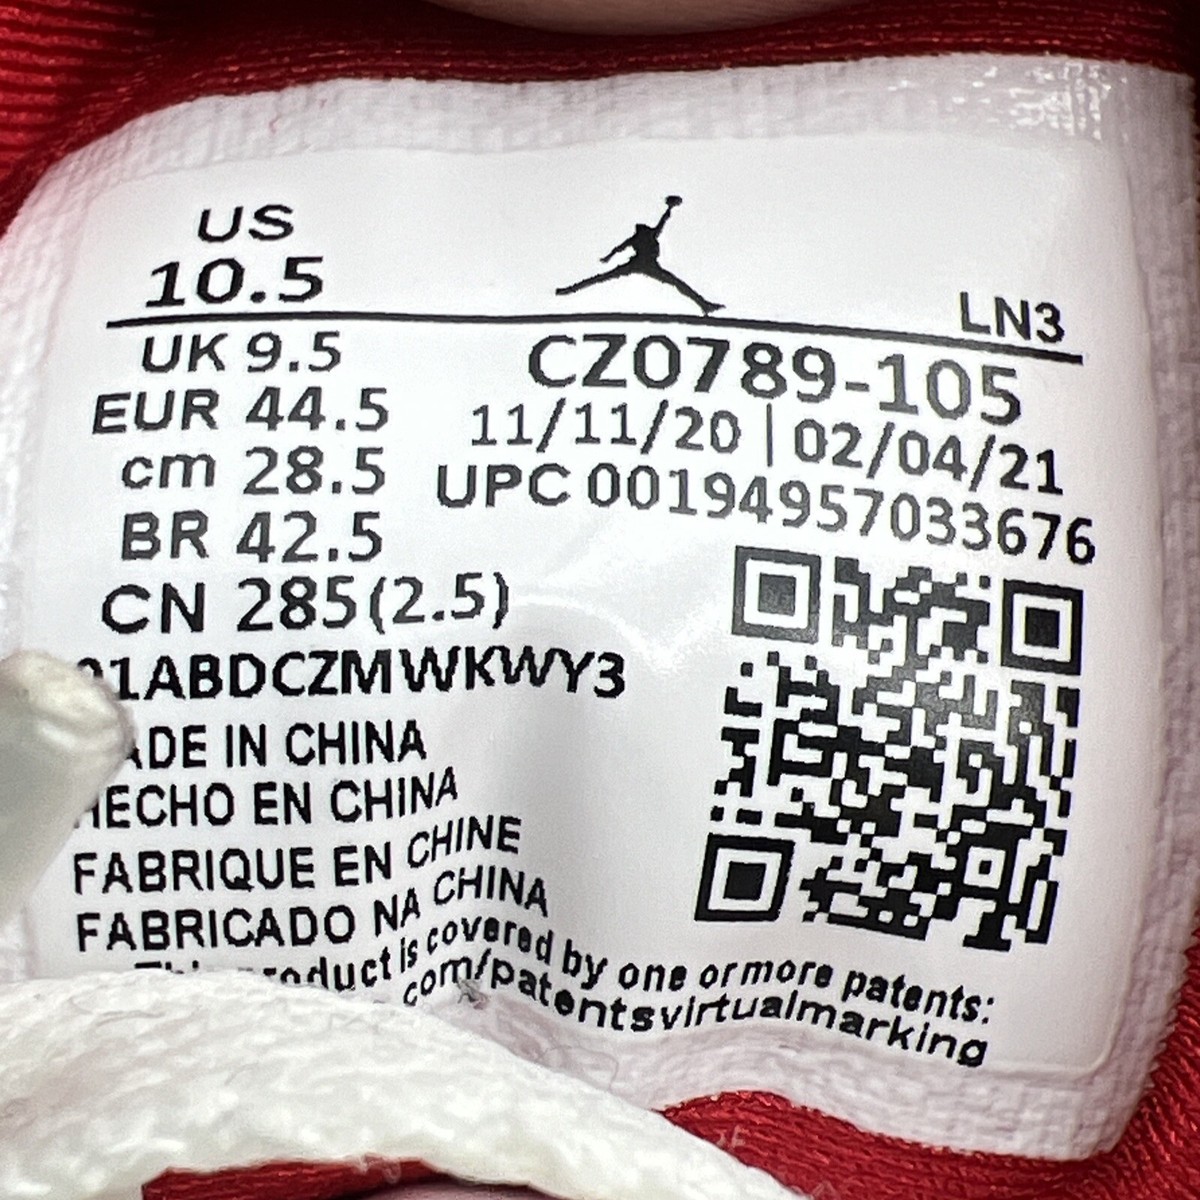 US
10.5
LN3
UK 9.5
EUR 44.5
cm 28.5
BR 42.5
CN 285(2.5)
CZ0789-105
11/11/20 | 02/04/21
UPC 00194957033676
1ABDCZMWKWY3
ADE IN CHINA
HECHO EN CHINA
FABRIQUE EN CHINE
FABRICADO NA CHINA
This product is covered by one or more patents:
.com/patentsvirtualmarking